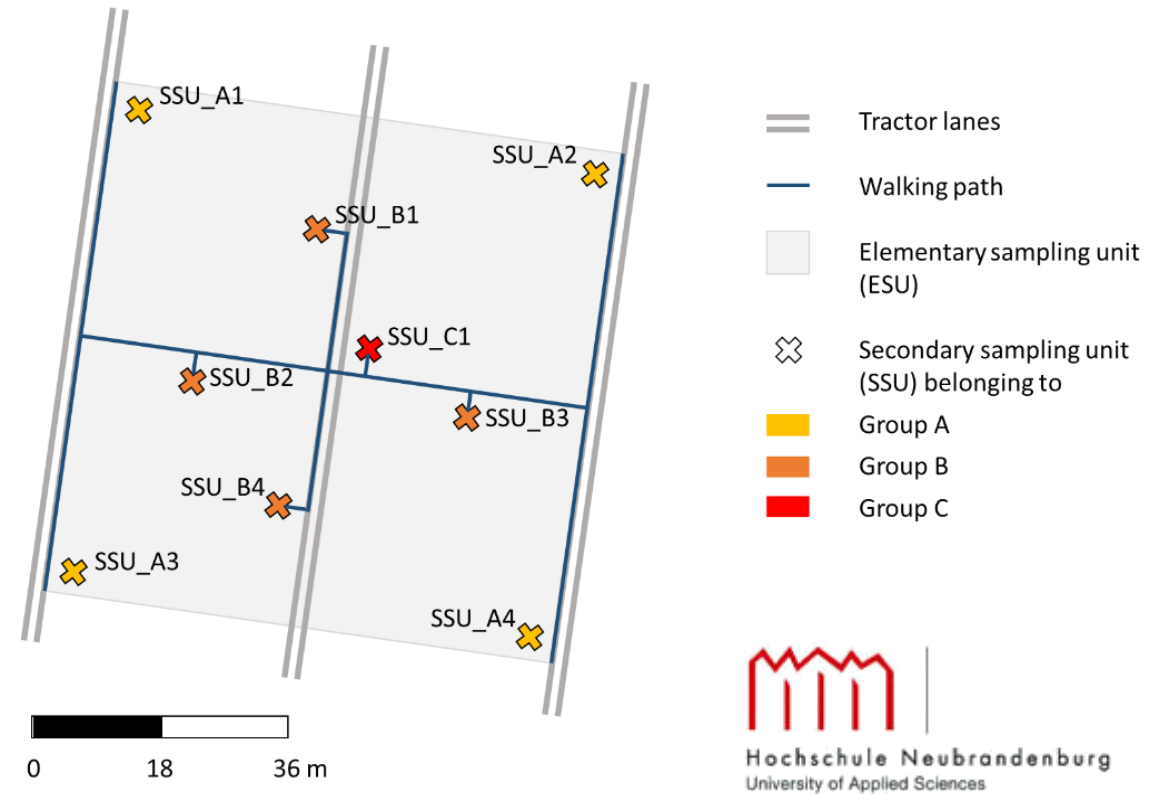 SSU_A1
SSU_A2
SSU_B1
SSU_C1
SSU_B2
SSU_B3
SSU_B4
SSU_A3
SSU_A4
0 18 36 m
Tractor lanes
Walking path
Elementary sampling unit
(ESU)
Secondary sampling unit
(SSU) belonging to
Group A
Group B
Group C
Hochschule Neubrandenburg
University of Applied Sciences